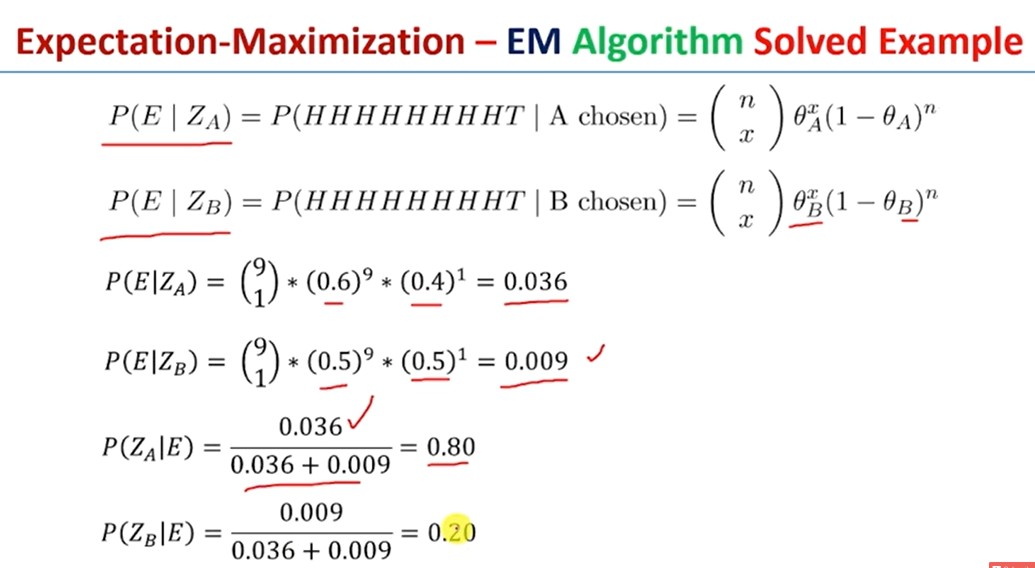 Expectation-Maximization – EM Algorithm Solved Example
P(E | Z_A) = P(HHHHHHHHHT | A chosen) = (n x) θ_A^x (1 − θ_A)^n
P(E | Z_B) = P(HHHHHHHHHT | B chosen) = (n x) θ_B^x (1 − θ_B)^n
P(E|Z_A) = (9 1) * (0.6)^9 * (0.4)^1 = 0.036
P(E|Z_B) = (9 1) * (0.5)^9 * (0.5)^1 = 0.009
P(Z_A|E) = 0.036 / (0.036 + 0.009) = 0.80
P(Z_B|E) = 0.009 / (0.036 + 0.009) = 0.20